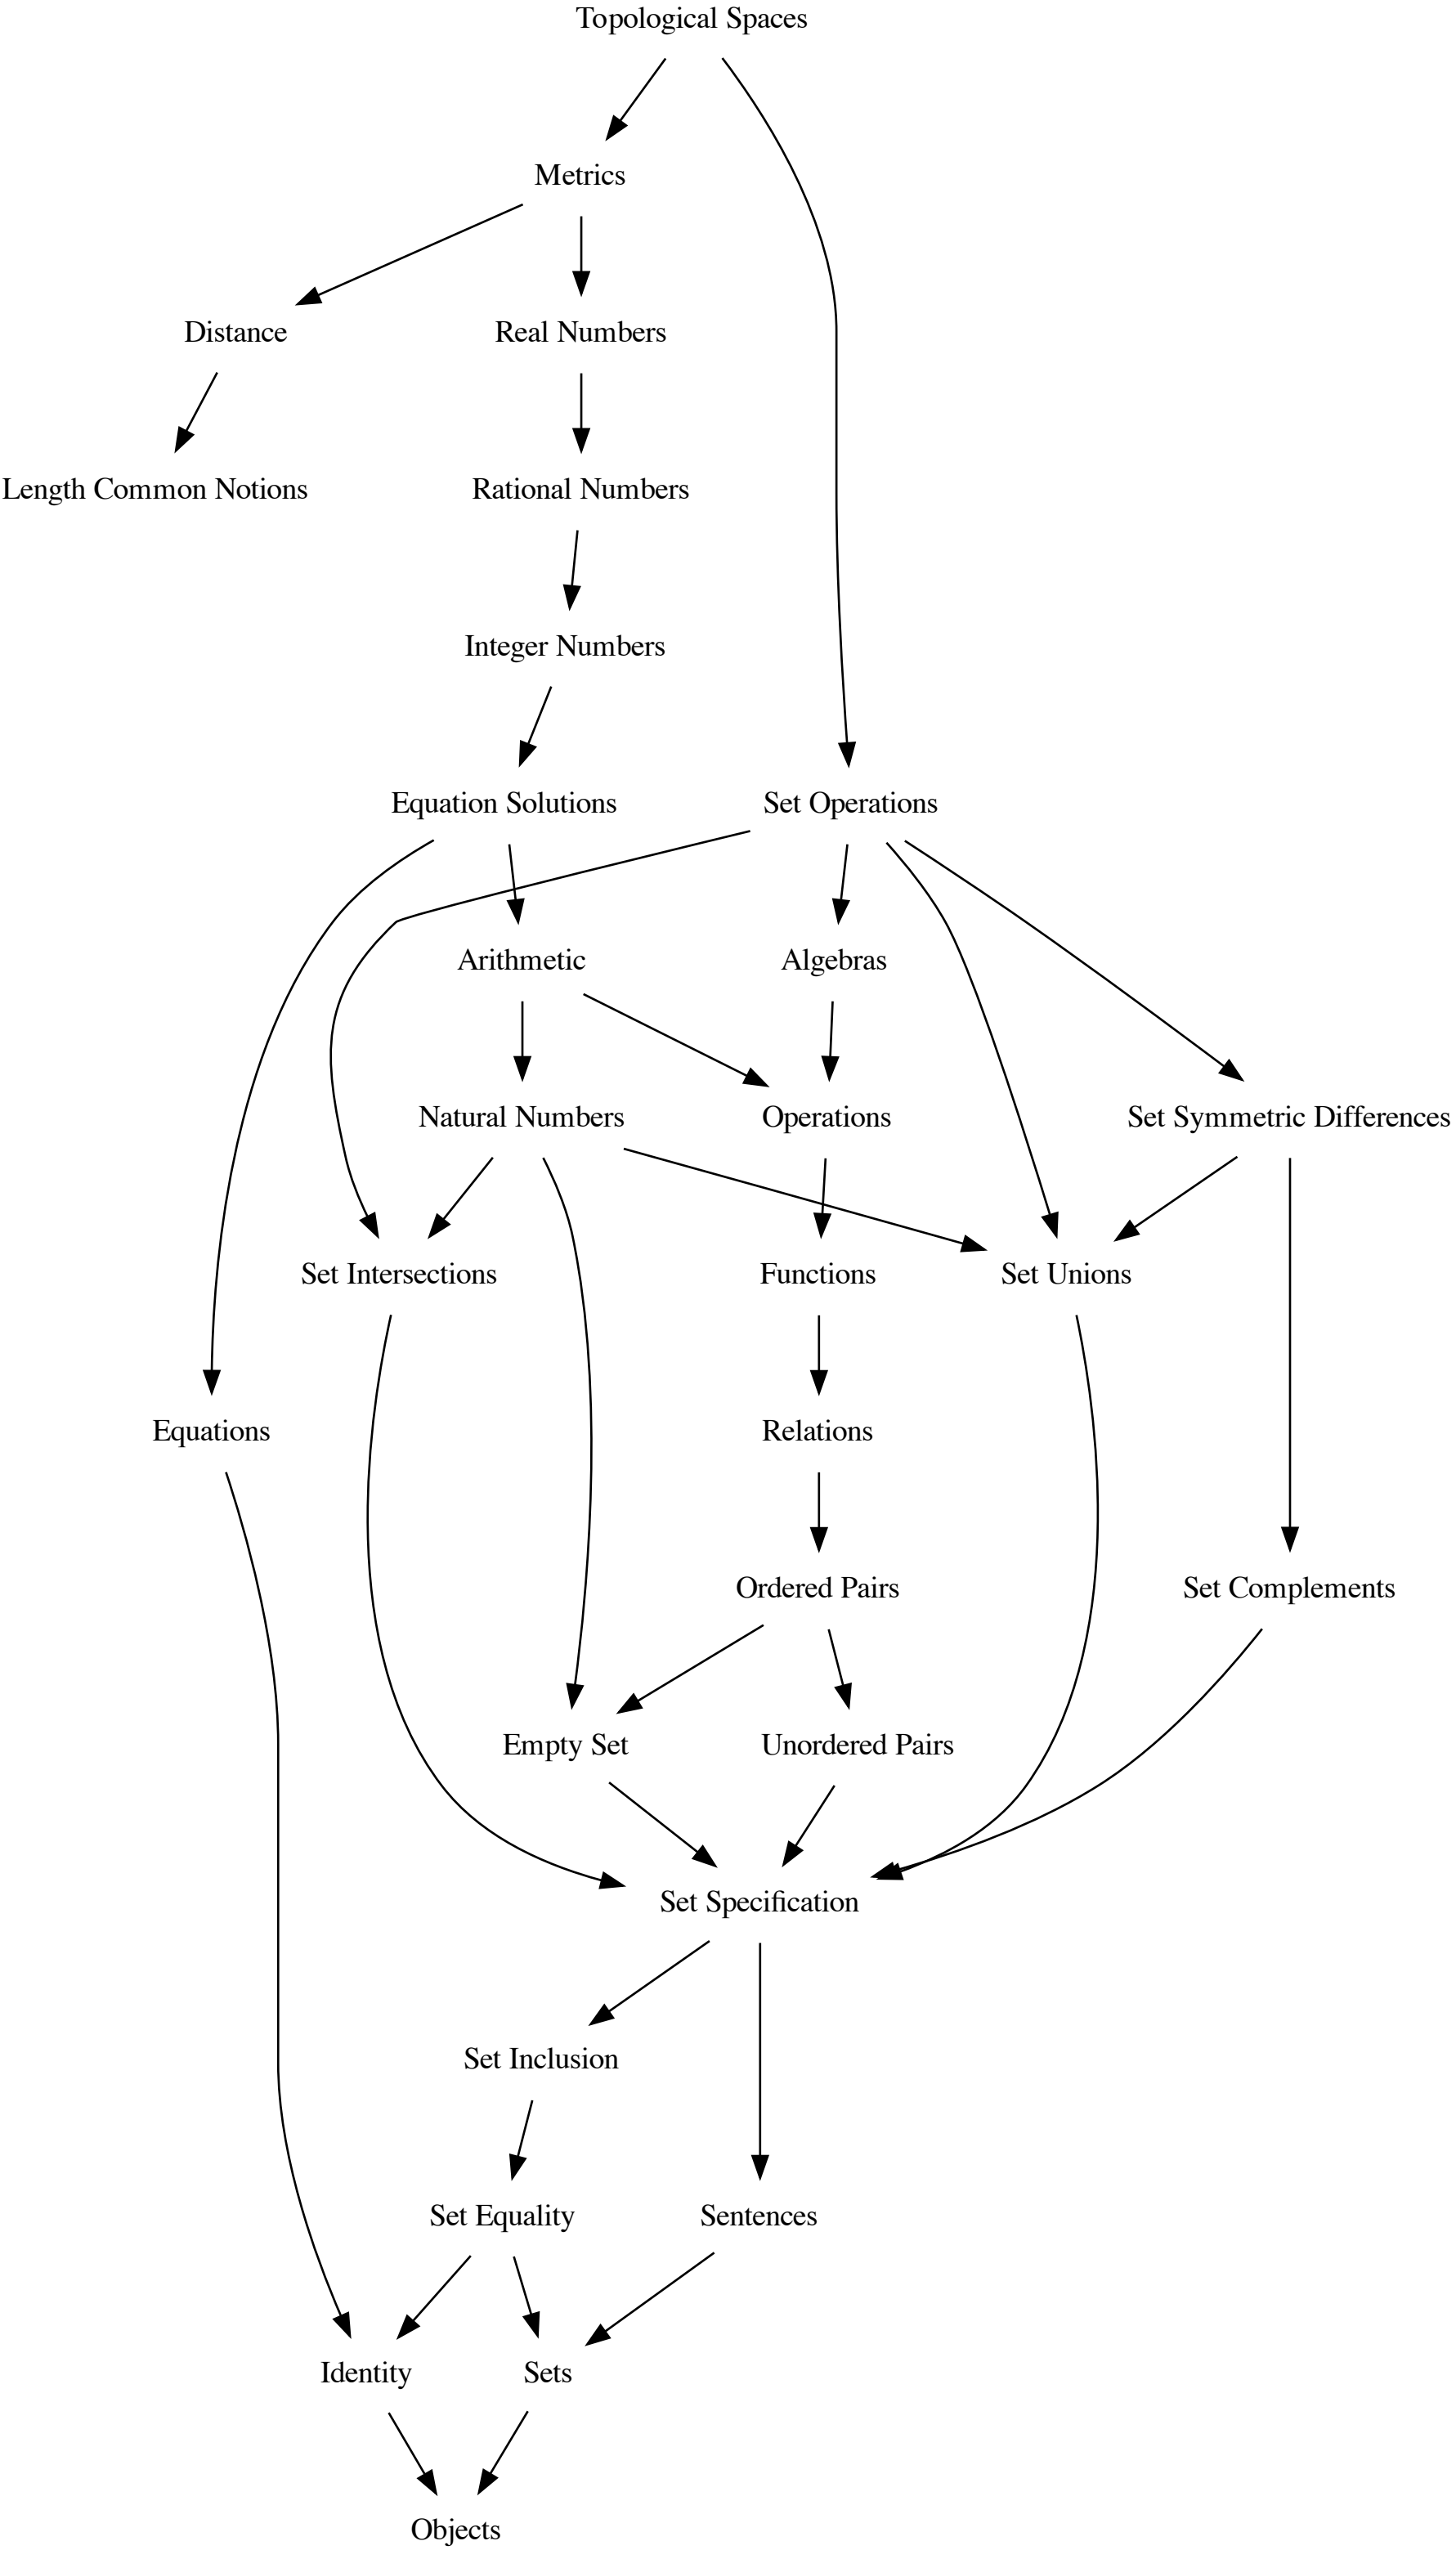 Topological Spaces
Metrics
Distance
Real Numbers
Length Common Notions
Rational Numbers
Integer Numbers
Equation Solutions
Set Operations
Arithmetic
Algebras
Natural Numbers
Operations
Set Symmetric Differences
Set Intersections
Functions
Set Unions
Equations
Relations
Ordered Pairs
Set Complements
Empty Set
Unordered Pairs
Set Specification
Set Inclusion
Set Equality
Sentences
Identity
Sets
Objects